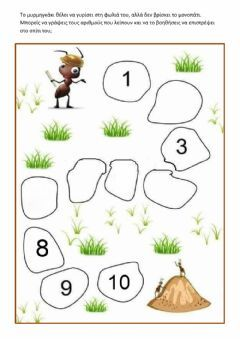 Το μυρμηγκάκι θέλει να γυρίσει στη φωλιά του, αλλά δεν βρίσκει το μονοπάτι.
Μπορείς να γράψεις τους αριθμούς που λείπουν και να το βοηθήσεις να επιστρέψει
στο σπίτι του;
1
3
8
9
10